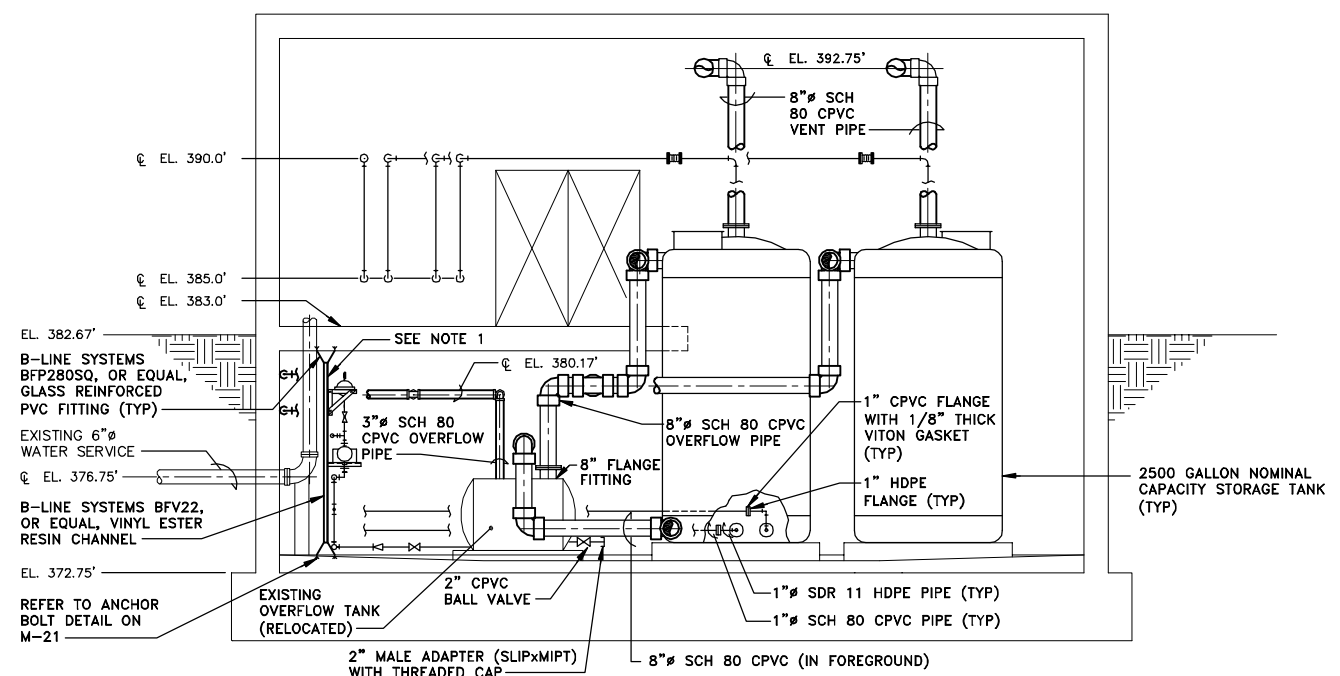 ℄ EL. 392.75'
8"ø SCH
80 CPVC
VENT PIPE
℄ EL. 390.0'
℄ EL. 385.0'
℄ EL. 383.0'
EL. 382.67'
SEE NOTE 1
B-LINE SYSTEMS
BFP280SQ, OR EQUAL,
GLASS REINFORCED
PVC FITTING (TYP)
℄ EL. 380.17'
3"ø SCH 80
CPVC OVERFLOW
PIPE
8"ø SCH 80 CPVC
OVERFLOW PIPE
1" CPVC FLANGE
WITH 1/8" THICK
VITON GASKET
(TYP)
EXISTING 6"ø
WATER SERVICE
8" FLANGE
FITTING
℄ EL. 376.75'
1" HDPE
FLANGE (TYP)
2500 GALLON NOMINAL
CAPACITY STORAGE TANK
(TYP)
B-LINE SYSTEMS BFV22,
OR EQUAL, VINYL ESTER
RESIN CHANNEL
EL. 372.75'
REFER TO ANCHOR
BOLT DETAIL ON
M-21
EXISTING
OVERFLOW TANK
(RELOCATED)
2" CPVC
BALL VALVE
1"ø SDR 11 HDPE PIPE (TYP)
1"ø SCH 80 CPVC PIPE (TYP)
2" MALE ADAPTER (SLIPxMIPT)
WITH THREADED CAP
8"ø SCH 80 CPVC (IN FOREGROUND)